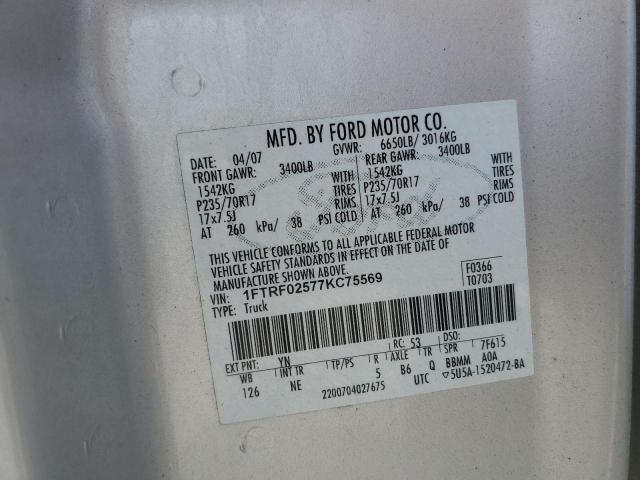 MFD. BY FORD MOTOR CO.
DATE: 04/07 GVWR: 6650LB/ 3016KG
FRONT GAWR: 3400LB REAR GAWR: 3400LB
1542KG WITH 1542KG WITH
P235/70R17 TIRES P235/70R17 TIRES
17x7.5J RIMS 17x7.5J RIMS
AT 260 kPa/ 38 PSI COLD AT 260 kPa/ 38 PSI COLD
THIS VEHICLE CONFORMS TO ALL APPLICABLE FEDERAL MOTOR
VEHICLE SAFETY STANDARDS IN EFFECT ON THE DATE OF
MANUFACTURE SHOWN ABOVE.
VIN: 1FTRF02577KC75569 F0366
TYPE: Truck T0703
EXT PNT: YN RC: 53 DSO:
WB INT TR TP/PS R AXLE TR SPR 7F615
126 NE 5 B6 Q BBMM A0A
2200704027675 UTC ▽5U5A-1520472-BA